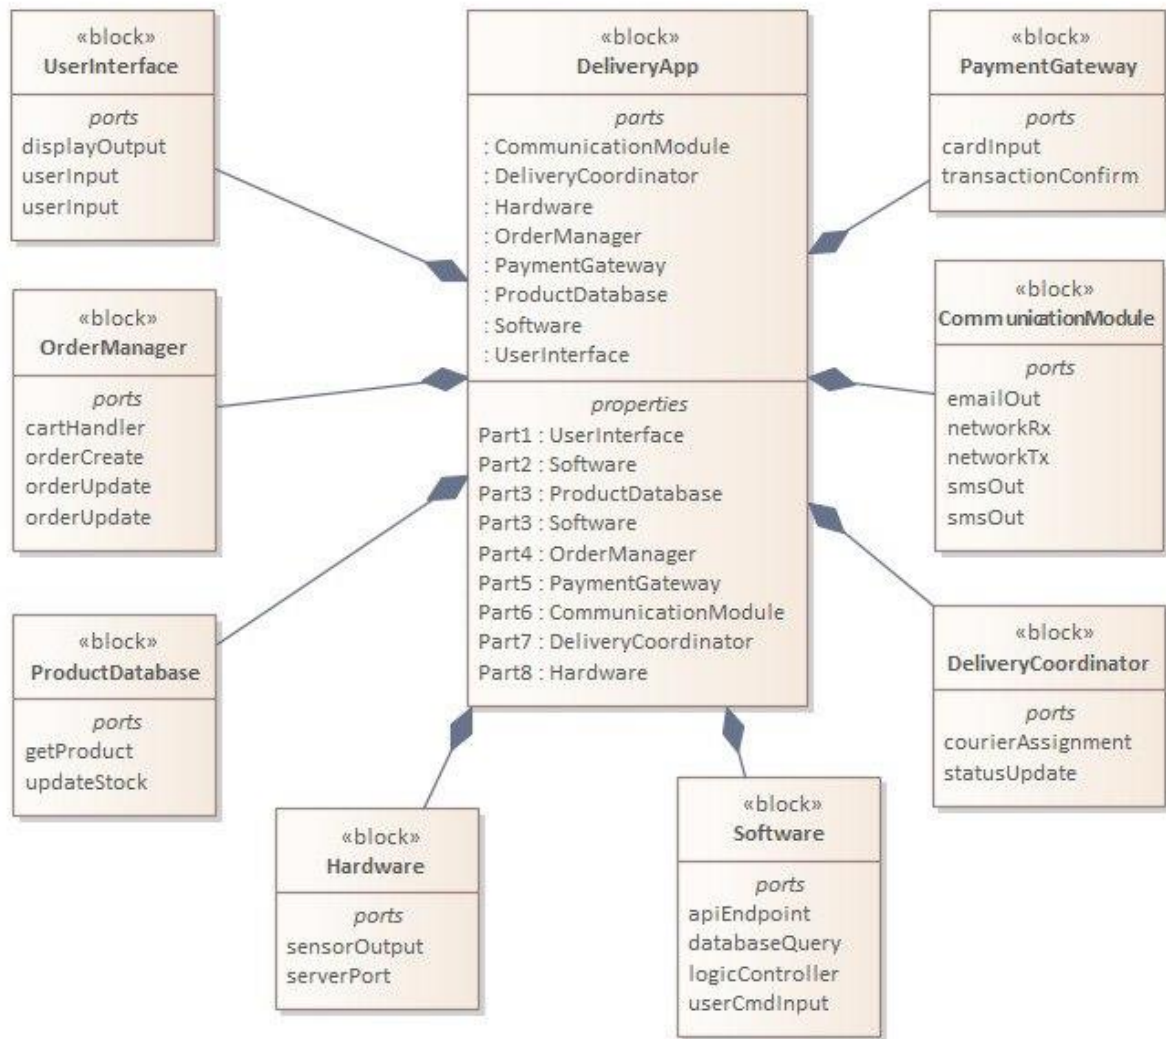 «block»
UserInterface
ports
displayOutput
userInput
userInput
«block»
OrderManager
ports
cartHandler
orderCreate
orderUpdate
orderUpdate
«block»
ProductDatabase
ports
getProduct
updateStock
«block»
DeliveryApp
parts
: CommunicationModule
: DeliveryCoordinator
: Hardware
: OrderManager
: PaymentGateway
: ProductDatabase
: Software
: UserInterface
properties
Part1 : UserInterface
Part2 : Software
Part3 : ProductDatabase
Part3 : Software
Part4 : OrderManager
Part5 : PaymentGateway
Part6 : CommunicationModule
Part7 : DeliveryCoordinator
Part8 : Hardware
«block»
PaymentGateway
ports
cardInput
transactionConfirm
«block»
CommunicationModule
ports
emailOut
networkRx
networkTx
smsOut
smsOut
«block»
DeliveryCoordinator
ports
courierAssignment
statusUpdate
«block»
Hardware
ports
sensorOutput
serverPort
«block»
Software
ports
apiEndpoint
databaseQuery
logicController
userCmdInput